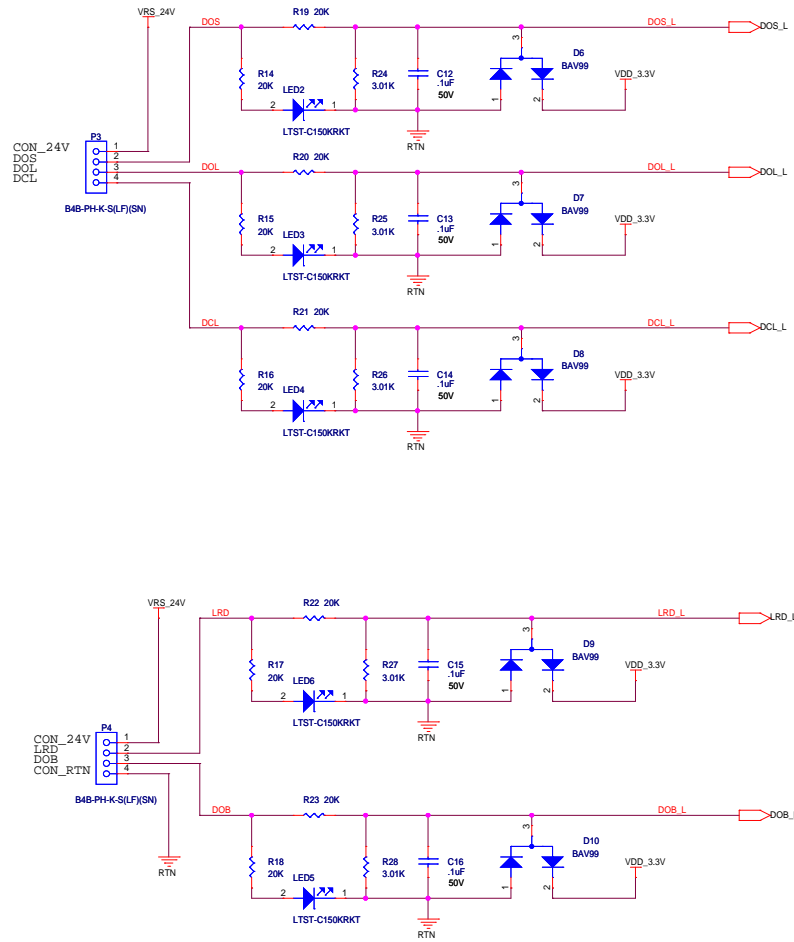 VRS_24V
DOS
R19 20K
DOS_L
DOS_L
R14
20K
LED2
2
1
LTST-C150KRKT
R24
3.01K
C12
.1uF
50V
RTN
3
1
2
D6
BAV99
VDD_3.3V
P3
CON_24V
DOS
DOL
DCL
1
2
3
4
B4B-PH-K-S(LF)(SN)
DOL
R20 20K
DOL_L
DOL_L
R15
20K
LED3
2
1
LTST-C150KRKT
R25
3.01K
C13
.1uF
50V
RTN
3
1
2
D7
BAV99
VDD_3.3V
DCL
R21 20K
DCL_L
DCL_L
R16
20K
LED4
2
1
LTST-C150KRKT
R26
3.01K
C14
.1uF
50V
RTN
3
1
2
D8
BAV99
VDD_3.3V
VRS_24V
LRD
R22 20K
LRD_L
LRD_L
R17
20K
LED6
2
1
LTST-C150KRKT
R27
3.01K
C15
.1uF
50V
RTN
3
1
2
D9
BAV99
VDD_3.3V
P4
CON_24V
LRD
DOB
CON_RTN
1
2
3
4
B4B-PH-K-S(LF)(SN)
RTN
DOB
R23 20K
DOB_L
DOB_
R18
20K
LED5
2
1
LTST-C150KRKT
R28
3.01K
C16
.1uF
50V
RTN
3
1
2
D10
BAV99
VDD_3.3V